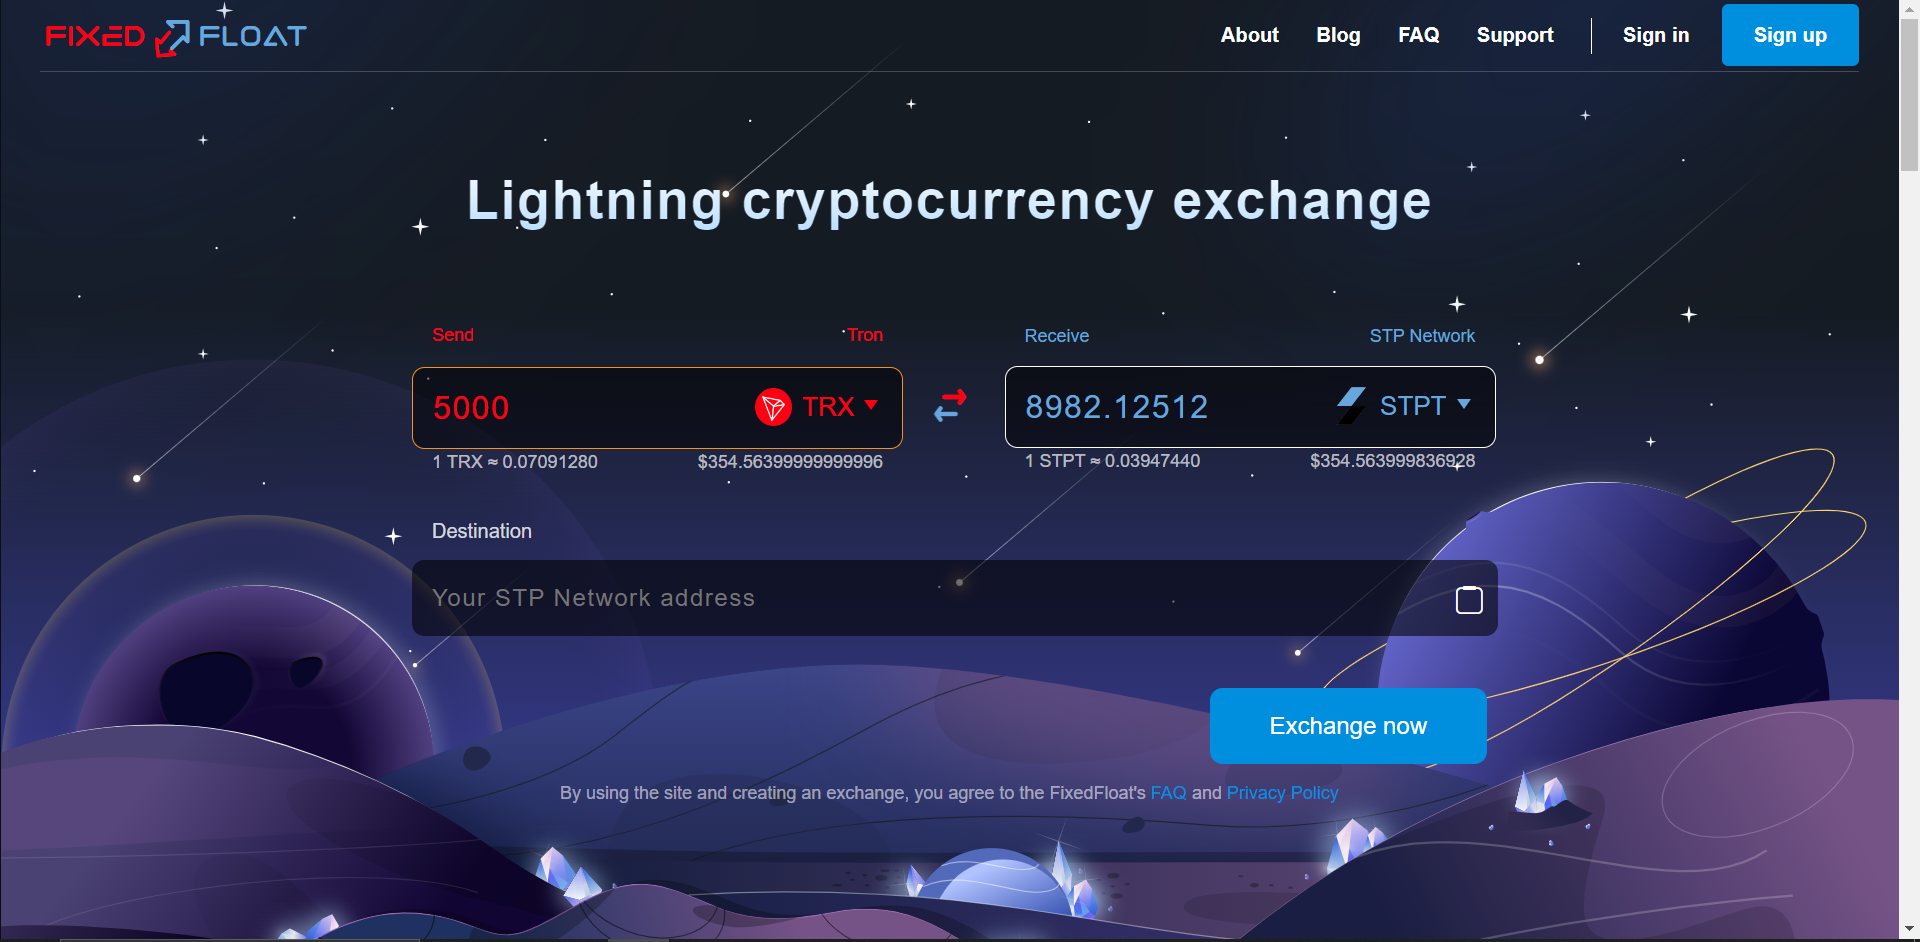 FIXED FLOAT
About Blog FAQ Support Sign in Sign up
Lightning cryptocurrency exchange
Send Tron Receive STP Network
5000 TRX 8982.12512 STPT
1 TRX ≈ 0.07091280 $354.56399999999996 1 STPT ≈ 0.03947440 $354.563999836928
Destination
Your STP Network address
Exchange now
By using the site and creating an exchange, you agree to the FixedFloat's FAQ and Privacy Policy